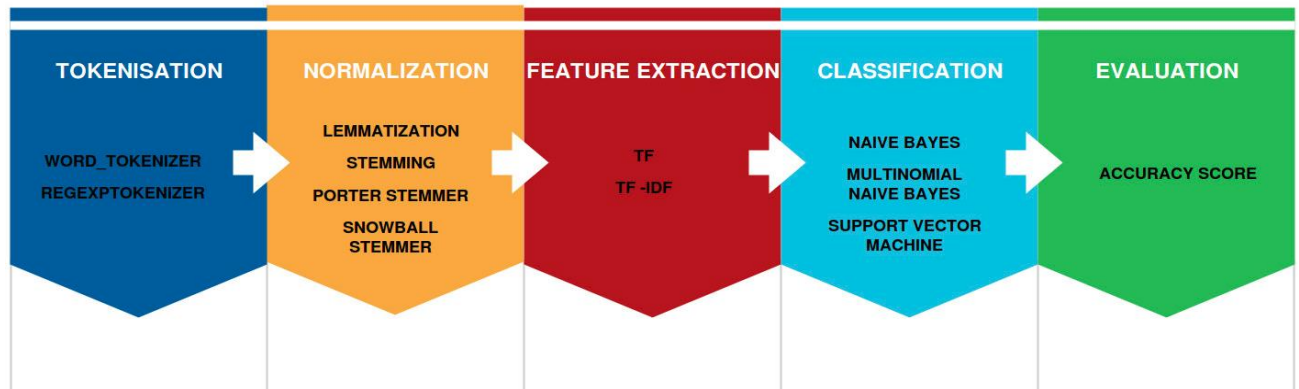 TOKENISATION
WORD_TOKENIZER
REGEXPTOKENIZER
NORMALIZATION
LEMMATIZATION
STEMMING
PORTER STEMMER
SNOWBALL
STEMMER
FEATURE EXTRACTION
TF
TF -IDF
CLASSIFICATION
NAIVE BAYES
MULTINOMIAL
NAIVE BAYES
SUPPORT VECTOR
MACHINE
EVALUATION
ACCURACY SCORE